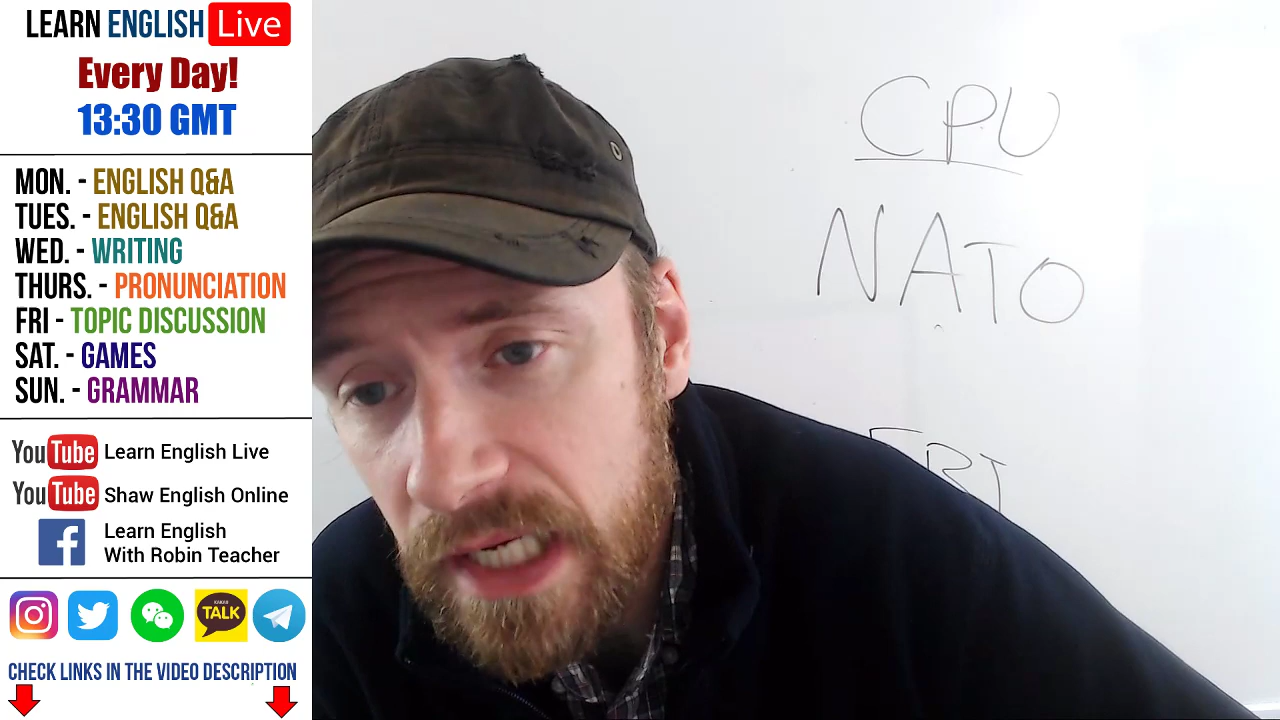 LEARN ENGLISH Live
Every Day!
13:30 GMT
MON. - ENGLISH Q&A
TUES. - ENGLISH Q&A
WED. - WRITING
THURS. - PRONUNCIATION
FRI - TOPIC DISCUSSION
SAT. - GAMES
SUN. - GRAMMAR
YouTube Learn English Live
YouTube Shaw English Online
f Learn English
With Robin Teacher
KAKAO
TALK
CHECK LINKS IN THE VIDEO DESCRIPTION
CPU
NATO
FBI